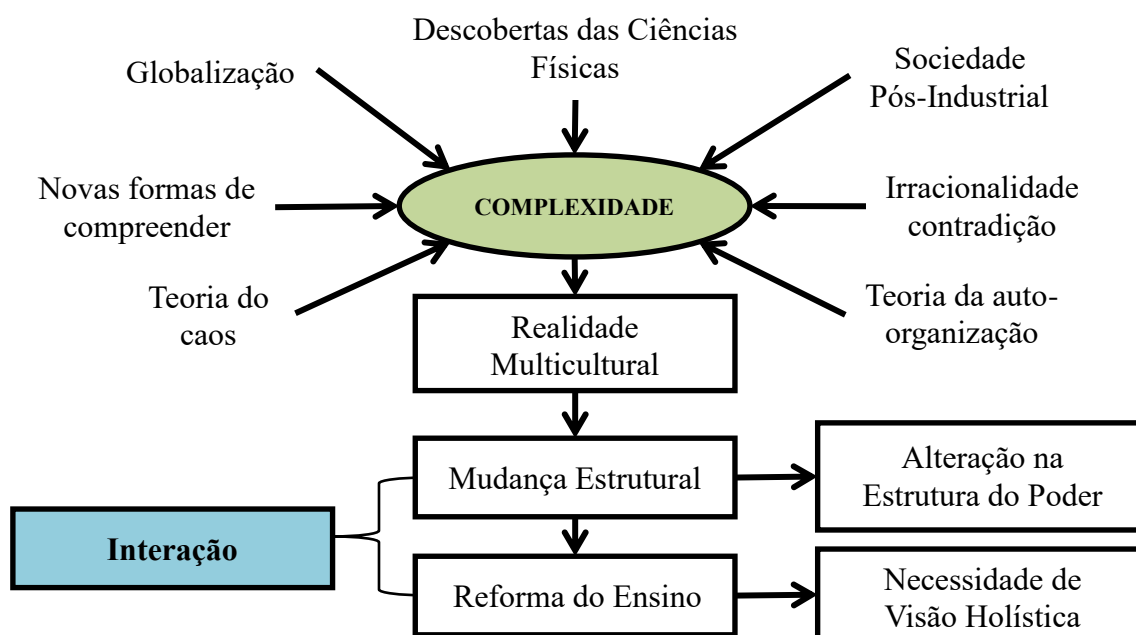 Descobertas das Ciências
Físicas
Globalização
Sociedade
Pós-Industrial
Novas formas de
compreender
COMPLEXIDADE
Irracionalidade
contradição
Teoria do
caos
Teoria da auto-
organização
Realidade
Multicultural
Mudança Estrutural
Alteração na
Estrutura do Poder
Interação
Reforma do Ensino
Necessidade de
Visão Holística